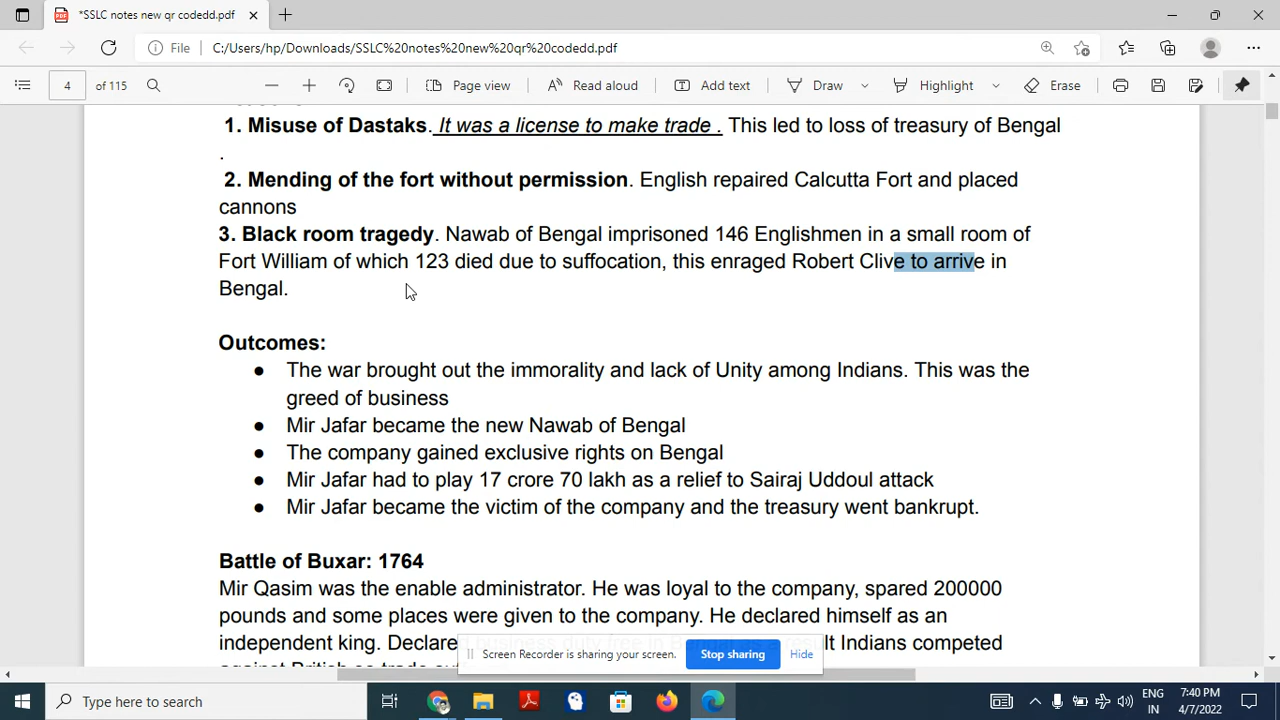 *SSLC notes new qr codedd.pdf
File C:/Users/hp/Downloads/SSLC%20notes%20new%20qr%20codedd.pdf
4 of 115 Page view Read aloud Add text Draw Highlight Erase
1. Misuse of Dastaks. It was a license to make trade . This led to loss of treasury of Bengal
.
2. Mending of the fort without permission. English repaired Calcutta Fort and placed
cannons
3. Black room tragedy. Nawab of Bengal imprisoned 146 Englishmen in a small room of
Fort William of which 123 died due to suffocation, this enraged Robert Clive to arrive in
Bengal.
Outcomes:
● The war brought out the immorality and lack of Unity among Indians. This was the
greed of business
● Mir Jafar became the new Nawab of Bengal
● The company gained exclusive rights on Bengal
● Mir Jafar had to play 17 crore 70 lakh as a relief to Sairaj Uddoul attack
● Mir Jafar became the victim of the company and the treasury went bankrupt.
Battle of Buxar: 1764
Mir Qasim was the enable administrator. He was loyal to the company, spared 200000
pounds and some places were given to the company. He declared himself as an
independent king. Declared business duty free in Bengal as a result Indians competed
Screen Recorder is sharing your screen. Stop sharing Hide
Type here to search
ENG
IN
7:40 PM
4/7/2022